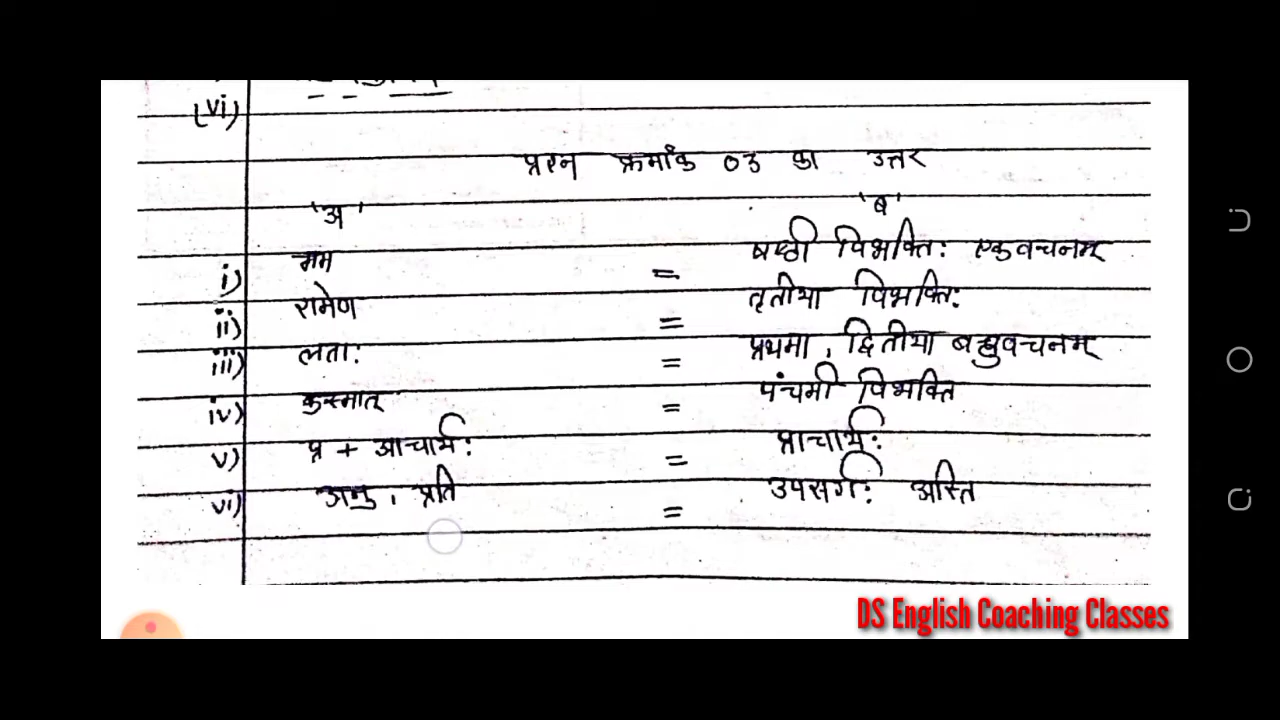 (vi)
प्रश्न क्रमांक 03 का उत्तर
'अ' 'ब'
i) मम = षष्ठी विभक्ति: एकवचनम्
ii) रामेण = तृतीया विभक्ति:
iii) लता: = प्रथमा, द्वितीया बहुवचनम्
iv) कस्मात् = पंचमी विभक्ति
v) प्र + आचार्य: = प्राचार्य:
vi) अनु, प्रति = उपसर्ग: अस्ति
DS English Coaching Classes